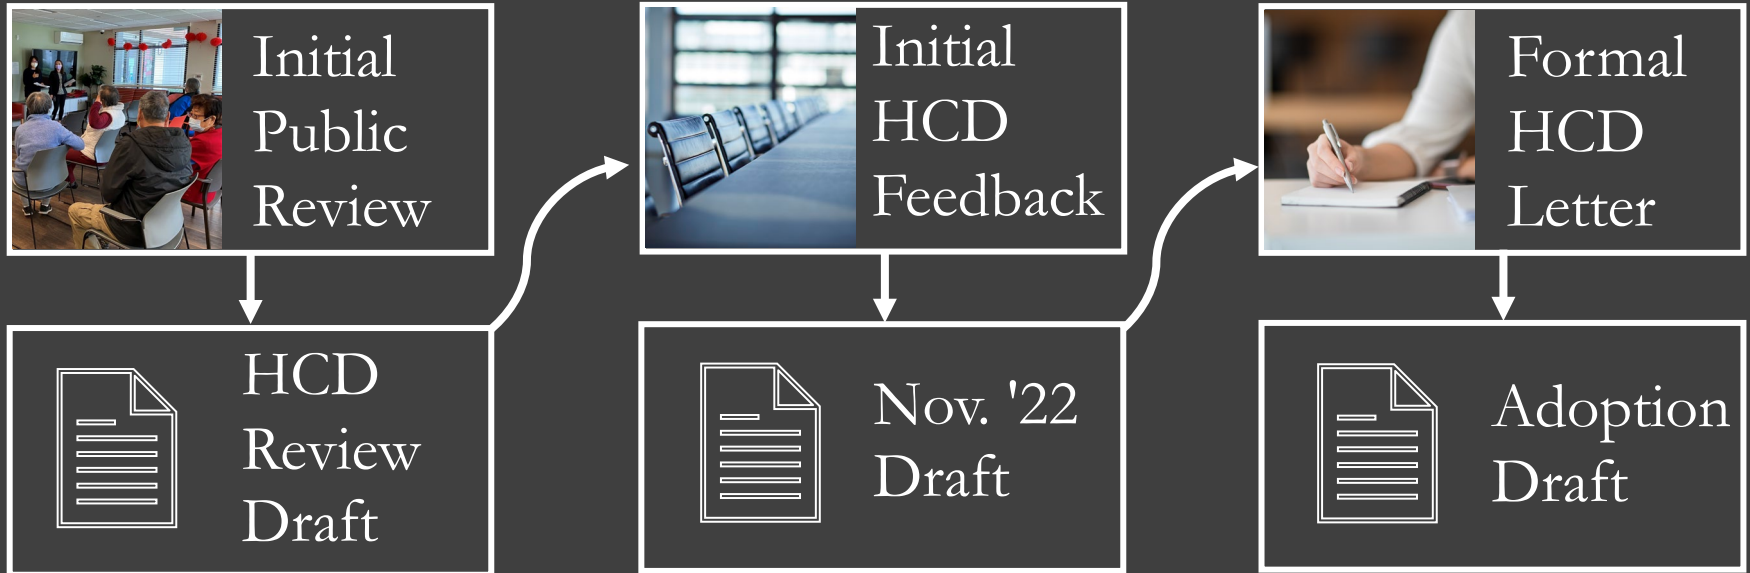 Initial
Public
Review
HCD
Review
Draft
Initial
HCD
Feedback
Nov. '22
Draft
Formal
HCD
Letter
Adoption
Draft